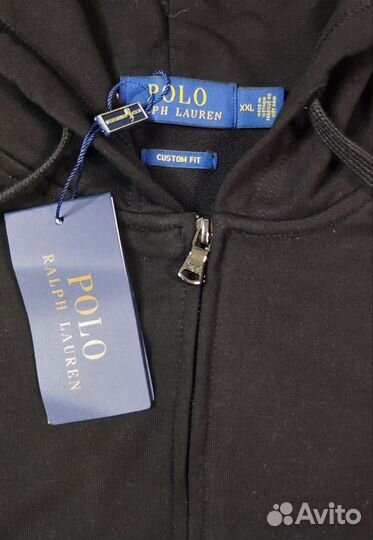 POLO
RALPH LAUREN
XXL
CUSTOM FIT
POLO
RALPH LAUREN
Avito